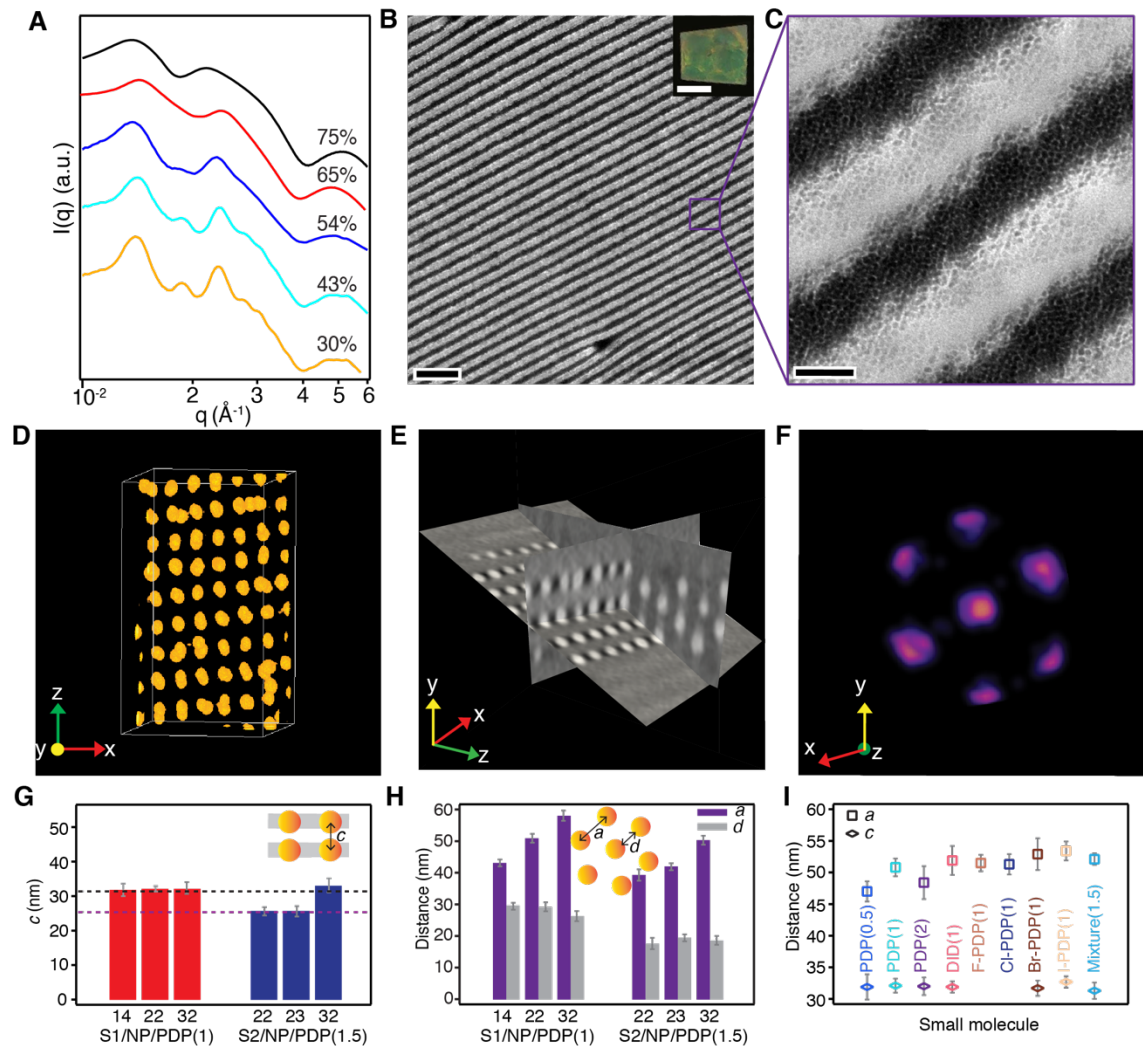 A
I(q) (a.u.)
75%
65%
54%
43%
30%
10⁻² 2 3 4 5 6
q (Å⁻¹)
B
C
D
z
y
x
E
y
x
z
F
y
x
z
G
c (nm)
50
40
30
20
10
0
c
14 22 32 22 23 32
S1/NP/PDP(1) S2/NP/PDP(1.5)
H
Distance (nm)
60
50
40
30
20
10
0
a
d
a
d
14 22 32 22 23 32
S1/NP/PDP(1) S2/NP/PDP(1.5)
I
Distance (nm)
60
55
50
45
40
35
30
a
c
PDP(0.5)
PDP(1)
PDP(2)
DID(1)
F-PDP(1)
Cl-PDP(1)
Br-PDP(1)
I-PDP(1)
Mixture(1.5)
Small molecule